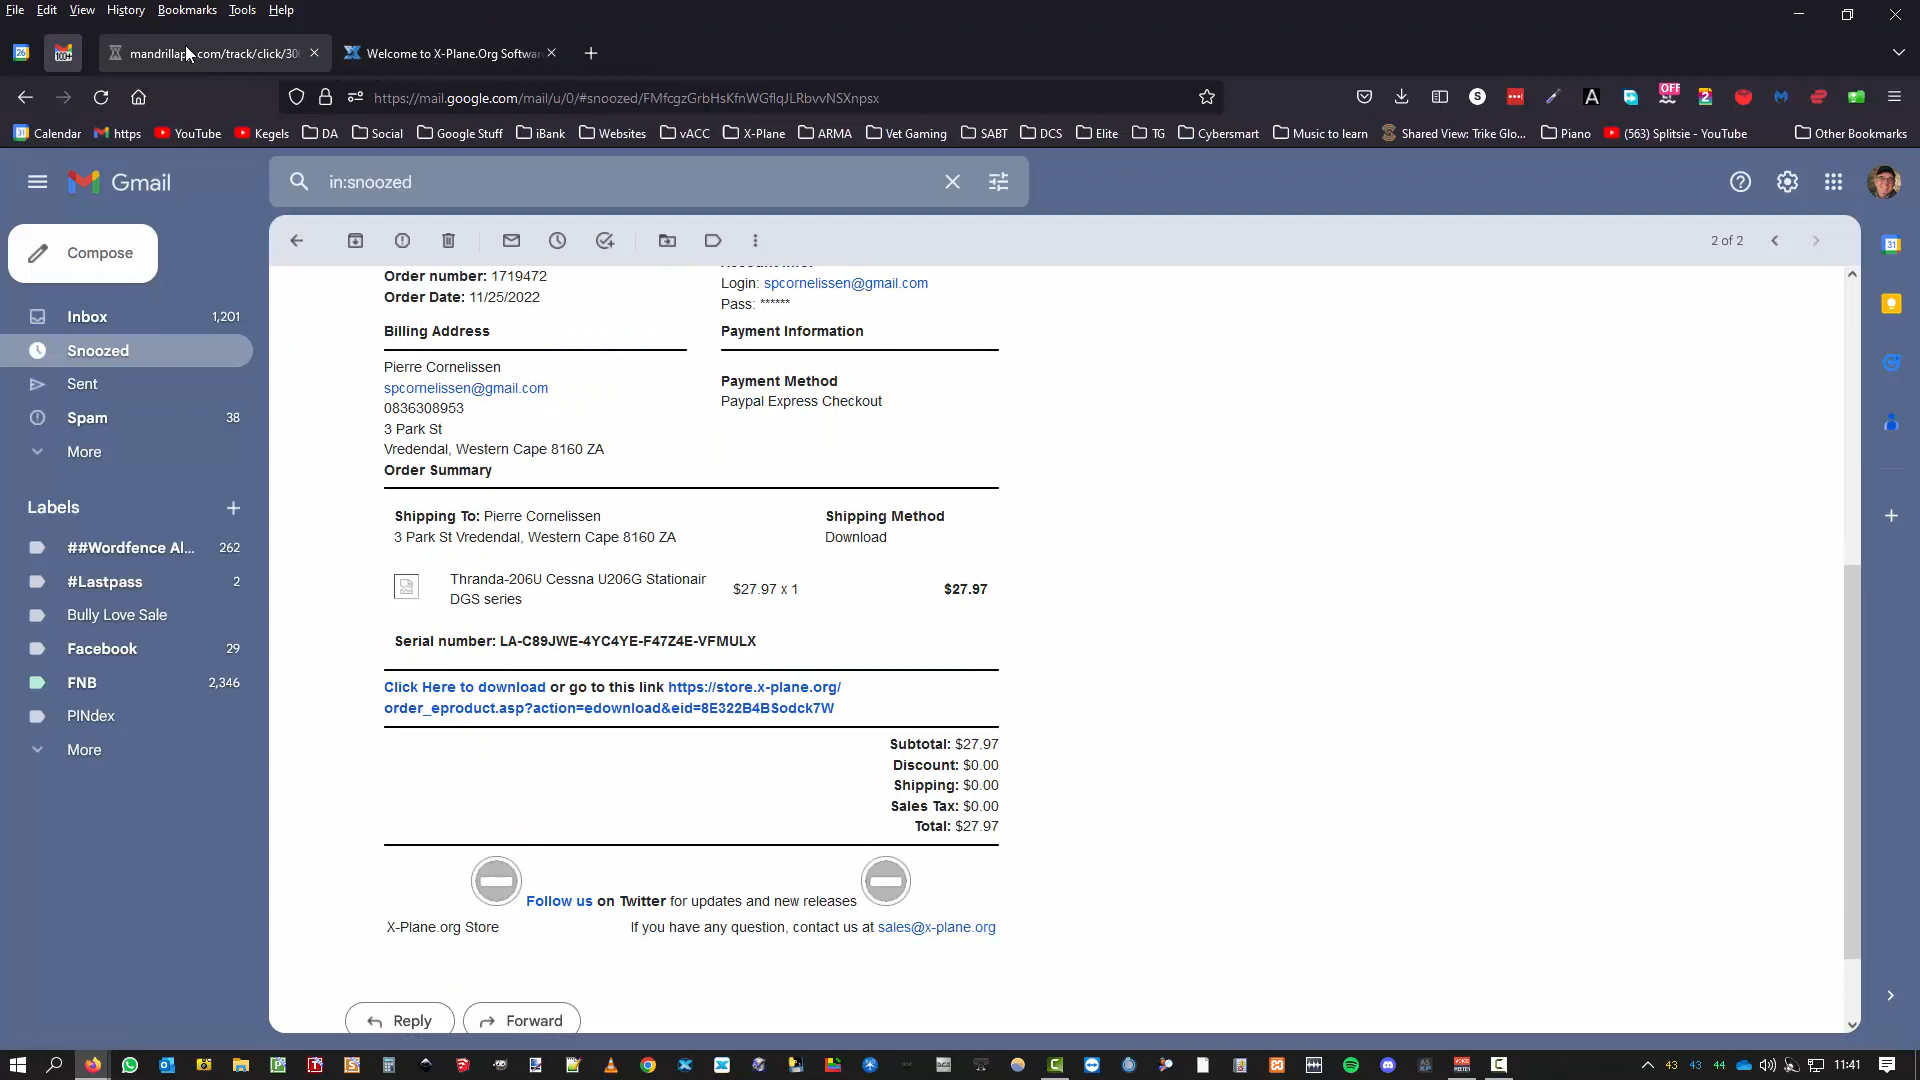 File Edit View History Bookmarks Tools Help
26 100+ mandrillapp.com/track/click/30 Welcome to X-Plane.Org Softwar
https://mail.google.com/mail/u/0/#snoozed/FMfcgzGrbHsKfnWGflqJLRbvvNSXnpsx S A OFF 2
Calendar https YouTube Kegels DA Social Google Stuff iBank Websites vACC X-Plane ARMA Vet Gaming SABT DCS Elite TG Cybersmart Music to learn Shared View: Trike Glo... Piano (563) Splitsie - YouTube Other Bookmarks
Gmail in:snoozed
Compose
2 of 2
Inbox 1,201
Snoozed
Sent
Spam 38
More
Labels
##Wordfence Al... 262
#Lastpass 2
Bully Love Sale
Facebook 29
FNB 2,346
PINdex
More
Order number: 1719472
Order Date: 11/25/2022
Login: spcornelissen@gmail.com
Pass: ******
Billing Address
Payment Information
Pierre Cornelissen
spcornelissen@gmail.com
0836308953
3 Park St
Vredendal, Western Cape 8160 ZA
Payment Method
Paypal Express Checkout
Order Summary
Shipping To: Pierre Cornelissen
3 Park St Vredendal, Western Cape 8160 ZA
Shipping Method
Download
Thranda-206U Cessna U206G Stationair
DGS series
$27.97 x 1
$27.97
Serial number: LA-C89JWE-4YC4YE-F47Z4E-VFMULX
Click Here to download or go to this link https://store.x-plane.org/
order_eproduct.asp?action=edownload&eid=8E322B4BSodck7W
Subtotal: $27.97
Discount: $0.00
Shipping: $0.00
Sales Tax: $0.00
Total: $27.97
Follow us on Twitter for updates and new releases
X-Plane.org Store If you have any question, contact us at sales@x-plane.org
Reply Forward
31
43 43 44 11:41